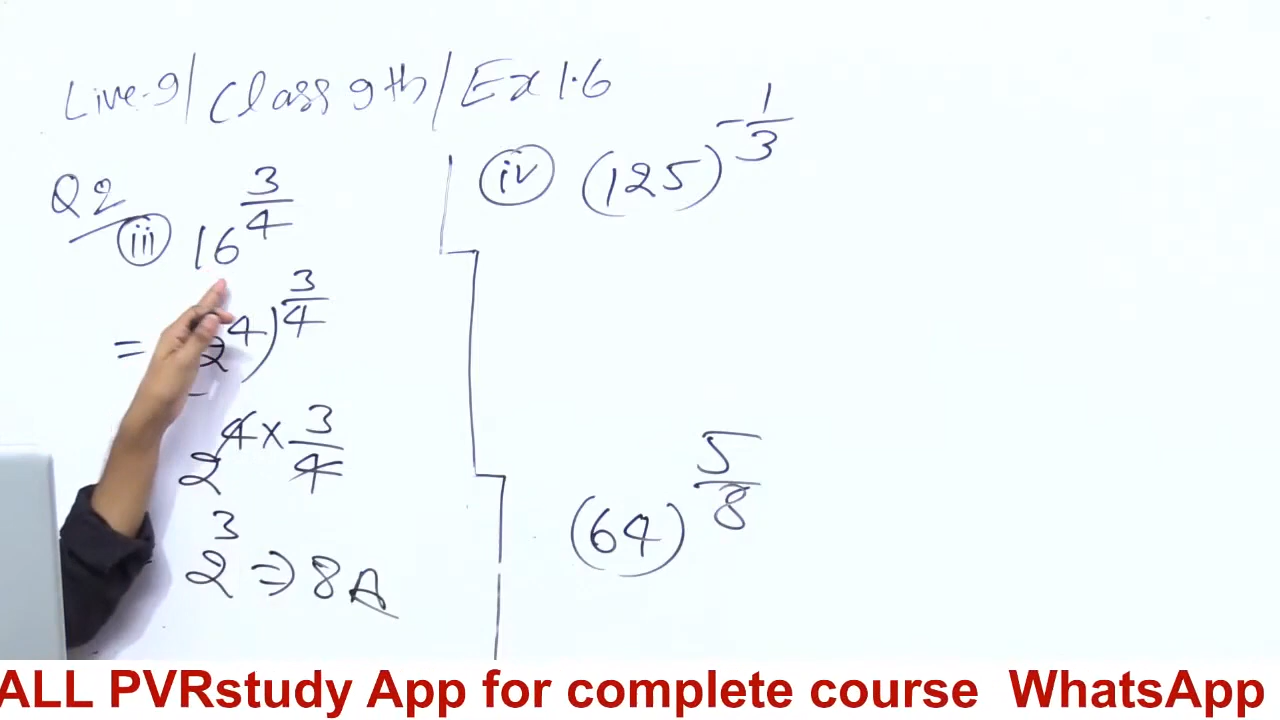 Live-9/Class 9th/Ex 1.6
Q2
(iii) 16^(3/4)
= 2^4)^(3/4)
2^(4×3/4)
2^3 ⇒ 8 A
(iv) (125)^(-1/3)
(64)^(5/8)
ALL PVRstudy App for complete course WhatsApp